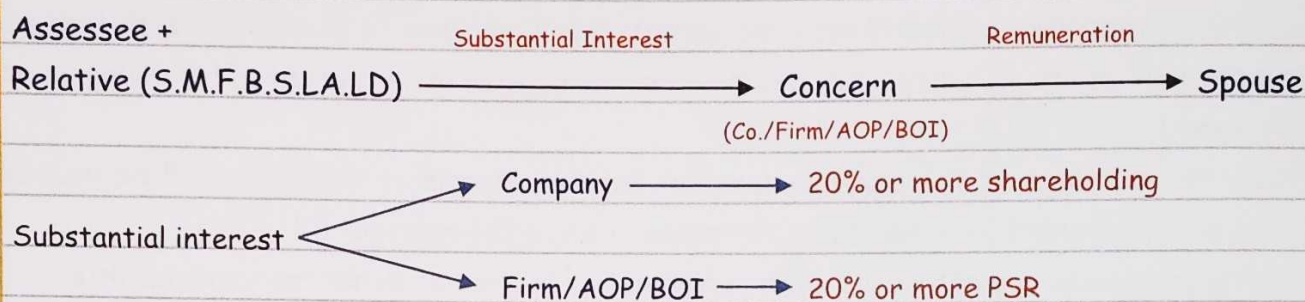 Assessee +
Substantial Interest Remuneration
Relative (S.M.F.B.S.LA.LD) Concern Spouse
(Co./Firm/AOP/BOI)
Company 20% or more shareholding
Substantial interest
Firm/AOP/BOI 20% or more PSR